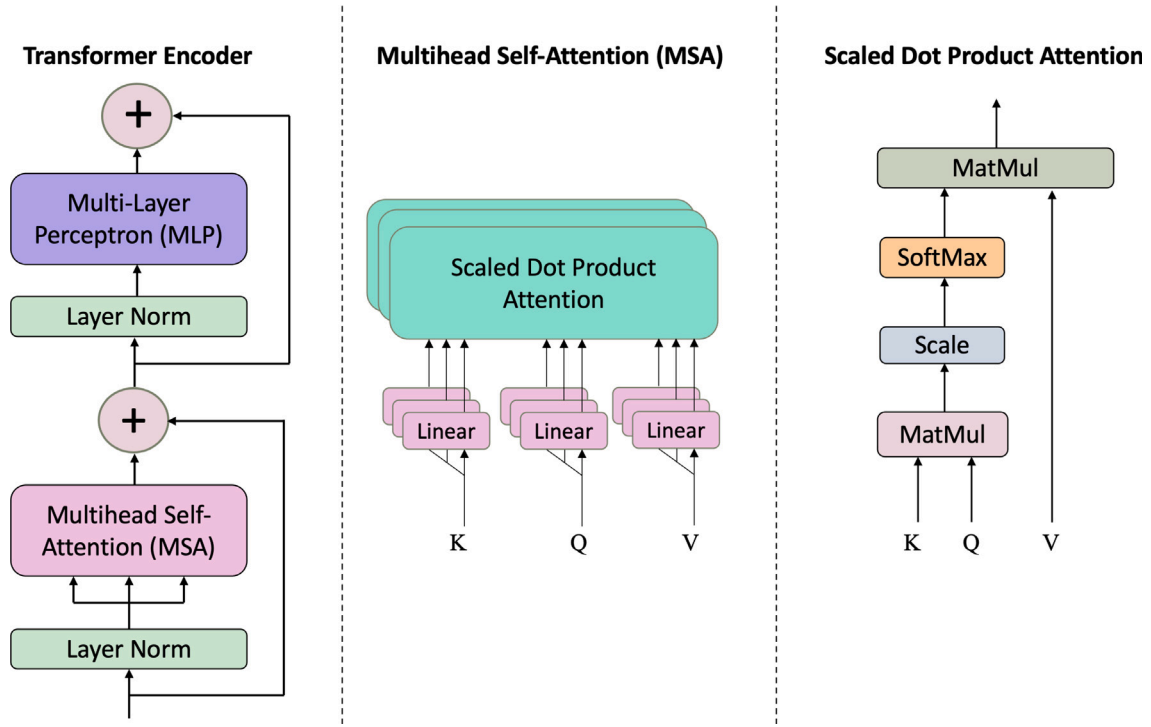 Transformer Encoder
+
Multi-Layer
Perceptron (MLP)
Layer Norm
+
Multihead Self-
Attention (MSA)
Layer Norm
Multihead Self-Attention (MSA)
Scaled Dot Product
Attention
Linear
Linear
Linear
K
Q
V
Scaled Dot Product Attention
MatMul
SoftMax
Scale
MatMul
K
Q
V